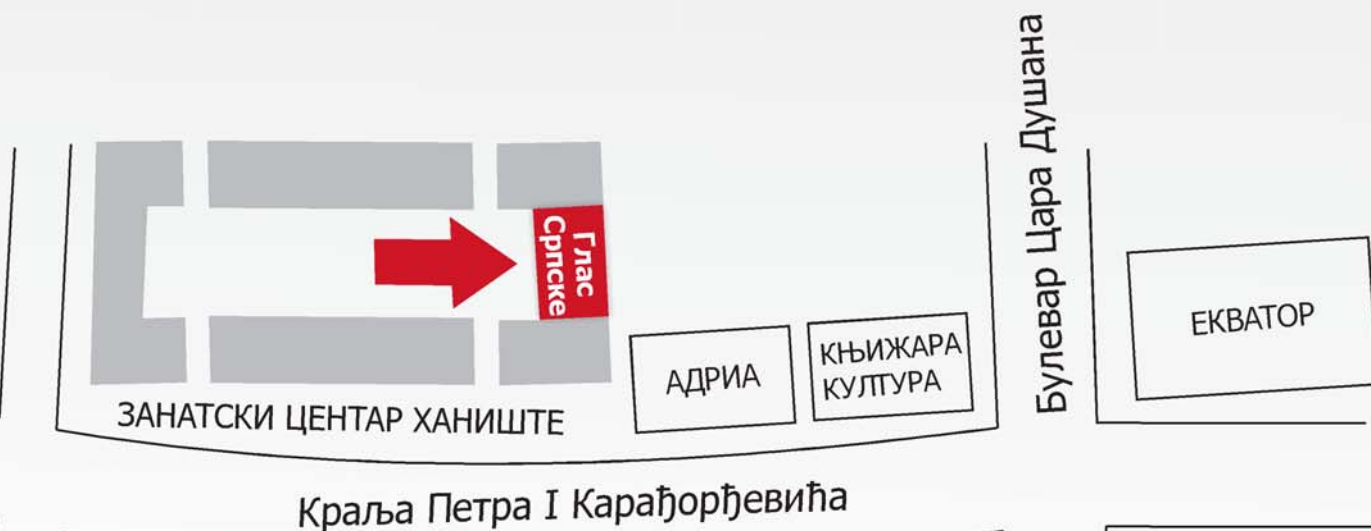 Булевар Цара Душана
Глас
Српске
ЕКВАТОР
АДРИА
КЊИЖАРА
КУЛТУРА
ЗАНАТСКИ ЦЕНТАР ХАНИШТЕ
Краља Петра I Карађорђевића